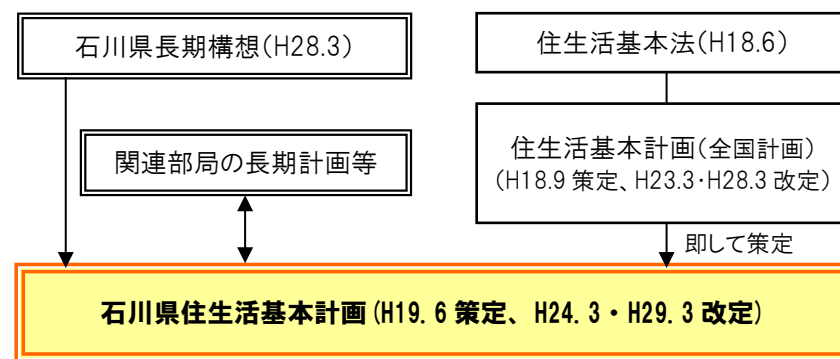 石川県長期構想(H28.3)
住生活基本法(H18.6)
関連部局の長期計画等
住生活基本計画(全国計画)
(H18.9 策定、H23.3・H28.3 改定)
即して策定
石川県住生活基本計画(H19.6 策定、H24.3・H29.3 改定)